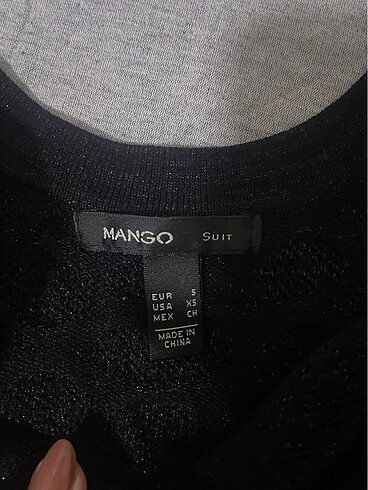 MANGO SUIT
EUR S
USA XS
MEX CH
MADE IN
CHINA